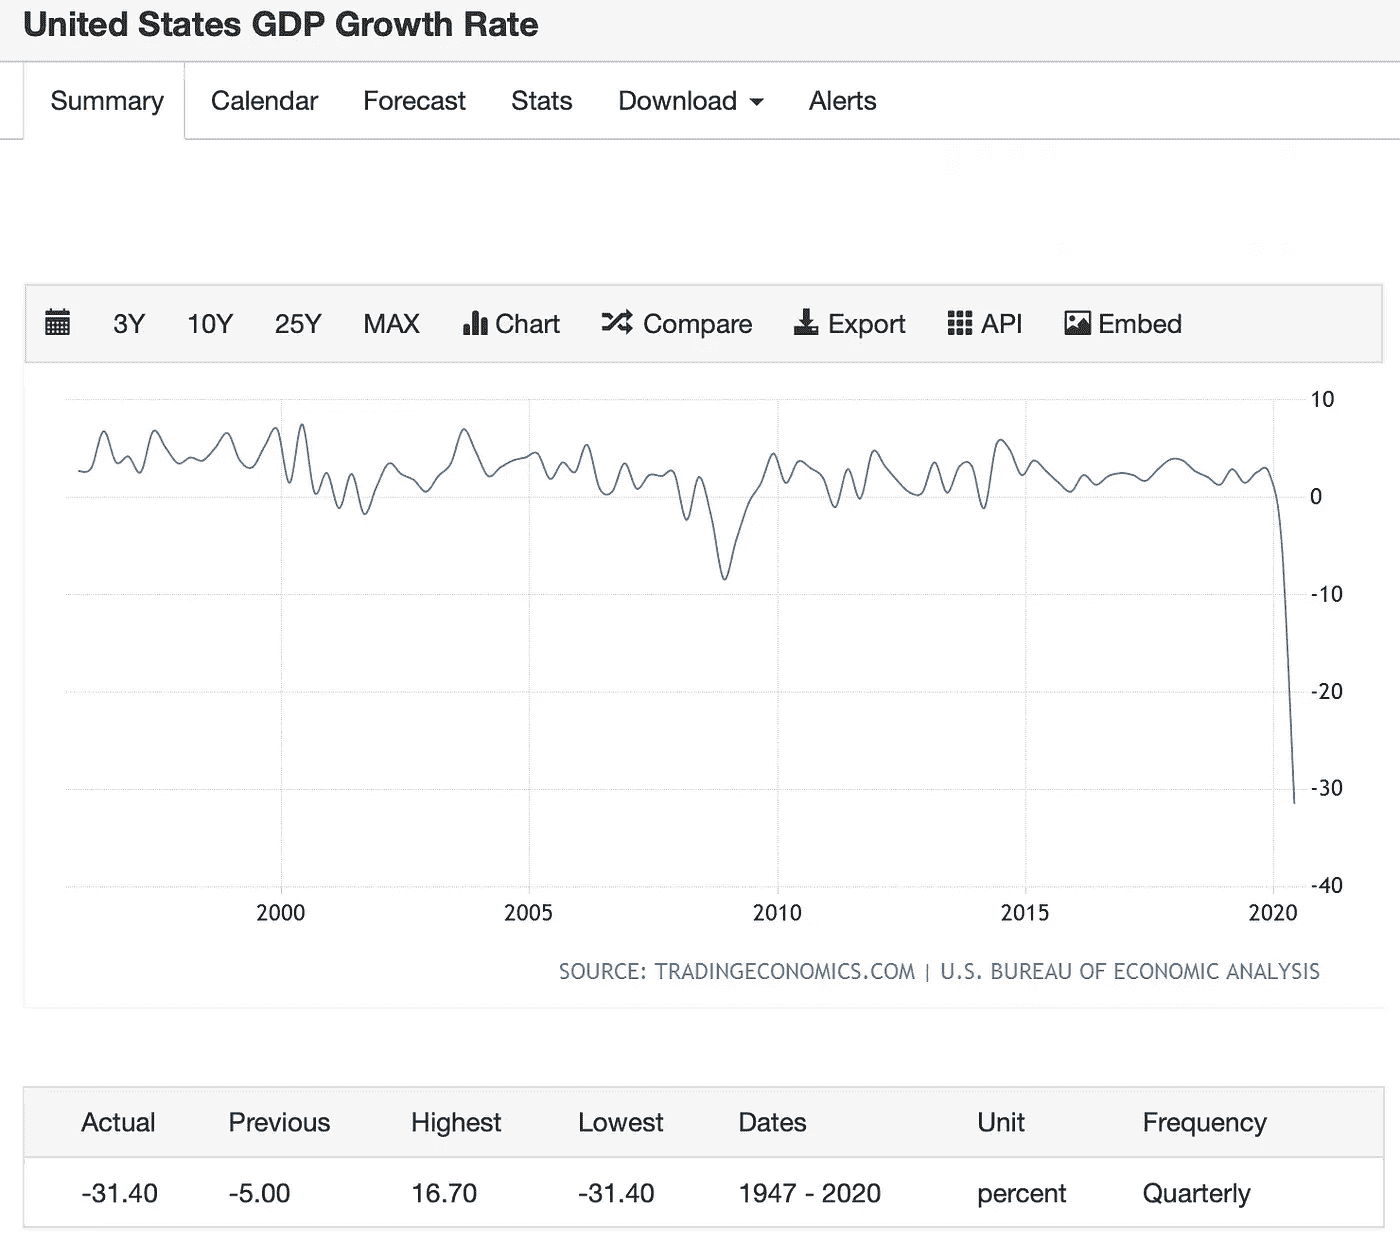 United States GDP Growth Rate
Summary Calendar Forecast Stats Download Alerts
3Y 10Y 25Y MAX Chart Compare Export API Embed
10
0
-10
-20
-30
-40
2000 2005 2010 2015 2020
SOURCE: TRADINGECONOMICS.COM | U.S. BUREAU OF ECONOMIC ANALYSIS
Actual Previous Highest Lowest Dates Unit Frequency
-31.40 -5.00 16.70 -31.40 1947 - 2020 percent Quarterly